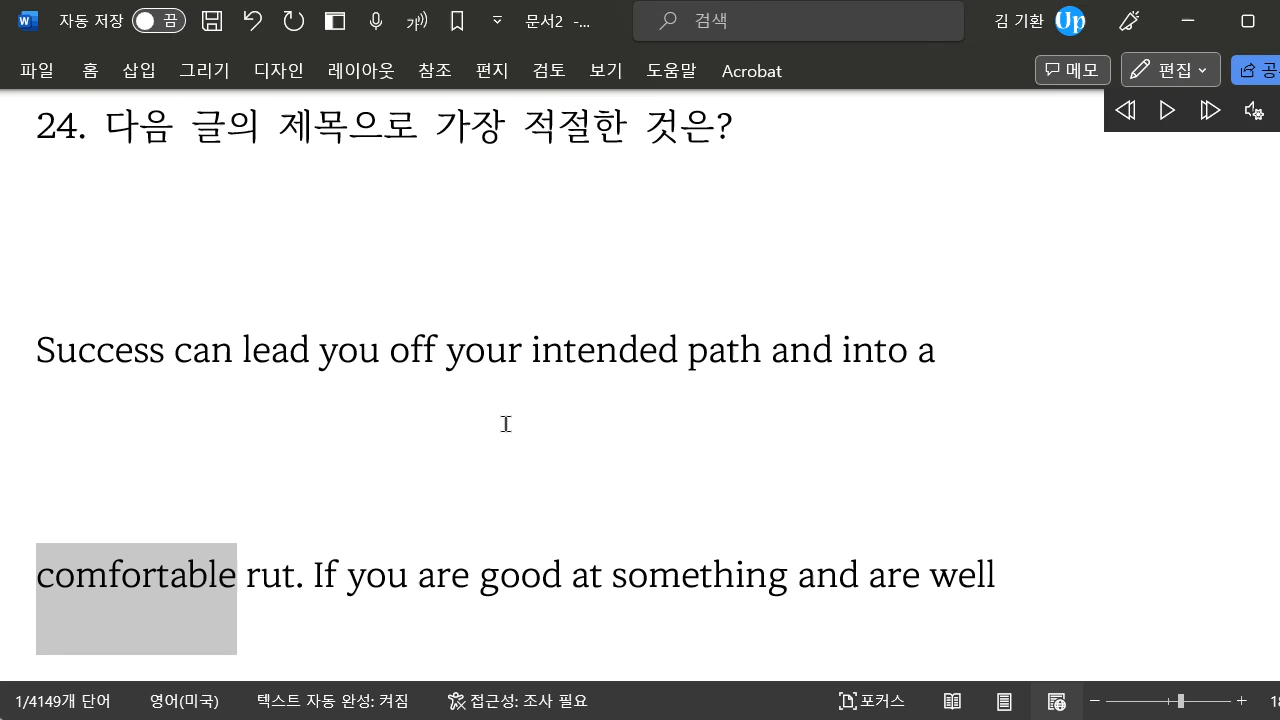 자동 저장 끔 문서2 -... 검색 김 기환 Up
파일 홈 삽입 그리기 디자인 레이아웃 참조 편지 검토 보기 도움말 Acrobat 메모 편집
24. 다음 글의 제목으로 가장 적절한 것은?
Success can lead you off your intended path and into a
comfortable rut. If you are good at something and are well
1/4149개 단어 영어(미국) 텍스트 자동 완성: 켜짐 접근성: 조사 필요 포커스